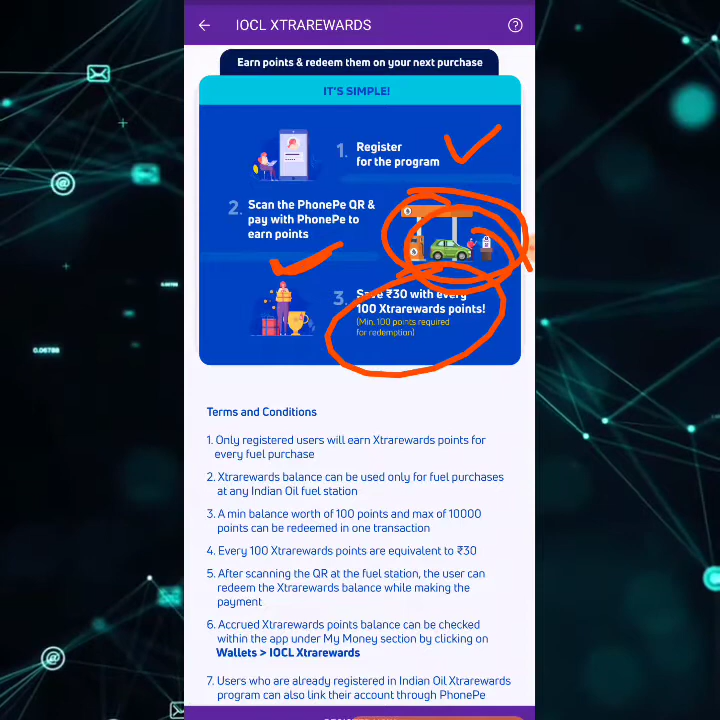 IOCL XTRAREWARDS
Earn points & redeem them on your next purchase
IT'S SIMPLE!
1. Register
for the program
2. Scan the PhonePe QR &
pay with PhonePe to
earn points
3. Save ₹30 with every
100 Xtrarewards points!
(Min. 100 points required
for redemption)
Terms and Conditions
1. Only registered users will earn Xtrarewards points for
every fuel purchase
2. Xtrarewards balance can be used only for fuel purchases
at any Indian Oil fuel station
3. A min balance worth of 100 points and max of 10000
points can be redeemed in one transaction
4. Every 100 Xtrarewards points are equivalent to ₹30
5. After scanning the QR at the fuel station, the user can
redeem the Xtrarewards balance while making the
payment
6. Accrued Xtrarewards points balance can be checked
within the app under My Money section by clicking on
Wallets > IOCL Xtrarewards
7. Users who are already registered in Indian Oil Xtrarewards
program can also link their account through PhonePe